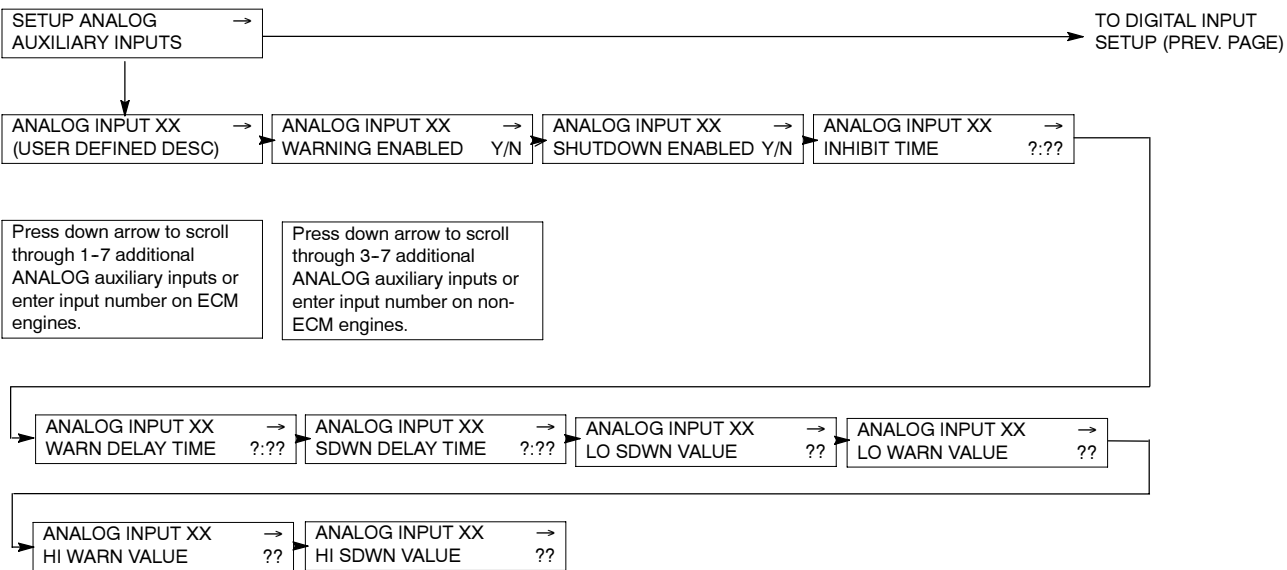 SETUP ANALOG →
AUXILIARY INPUTS
TO DIGITAL INPUT
SETUP (PREV. PAGE)
ANALOG INPUT XX →
(USER DEFINED DESC)
ANALOG INPUT XX →
WARNING ENABLED Y/N
ANALOG INPUT XX →
SHUTDOWN ENABLED Y/N
ANALOG INPUT XX →
INHIBIT TIME ?:??
Press down arrow to scroll
through 1-7 additional
ANALOG auxiliary inputs or
enter input number on ECM
engines.
Press down arrow to scroll
through 3-7 additional
ANALOG auxiliary inputs or
enter input number on non-
ECM engines.
ANALOG INPUT XX →
WARN DELAY TIME ?:??
ANALOG INPUT XX →
SDWN DELAY TIME ?:??
ANALOG INPUT XX →
LO SDWN VALUE ??
ANALOG INPUT XX →
LO WARN VALUE ??
ANALOG INPUT XX →
HI WARN VALUE ??
ANALOG INPUT XX →
HI SDWN VALUE ??